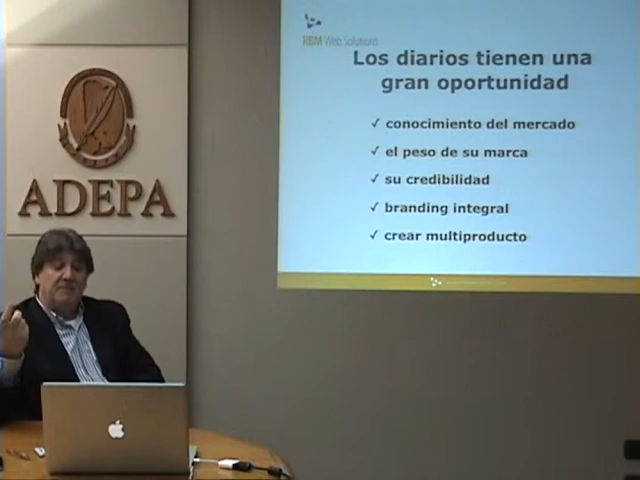 RBM Web Solutions
Los diarios tienen una
gran oportunidad
✓ conocimiento del mercado
✓ el peso de su marca
✓ su credibilidad
✓ branding integral
✓ crear multiproducto
ADEPA